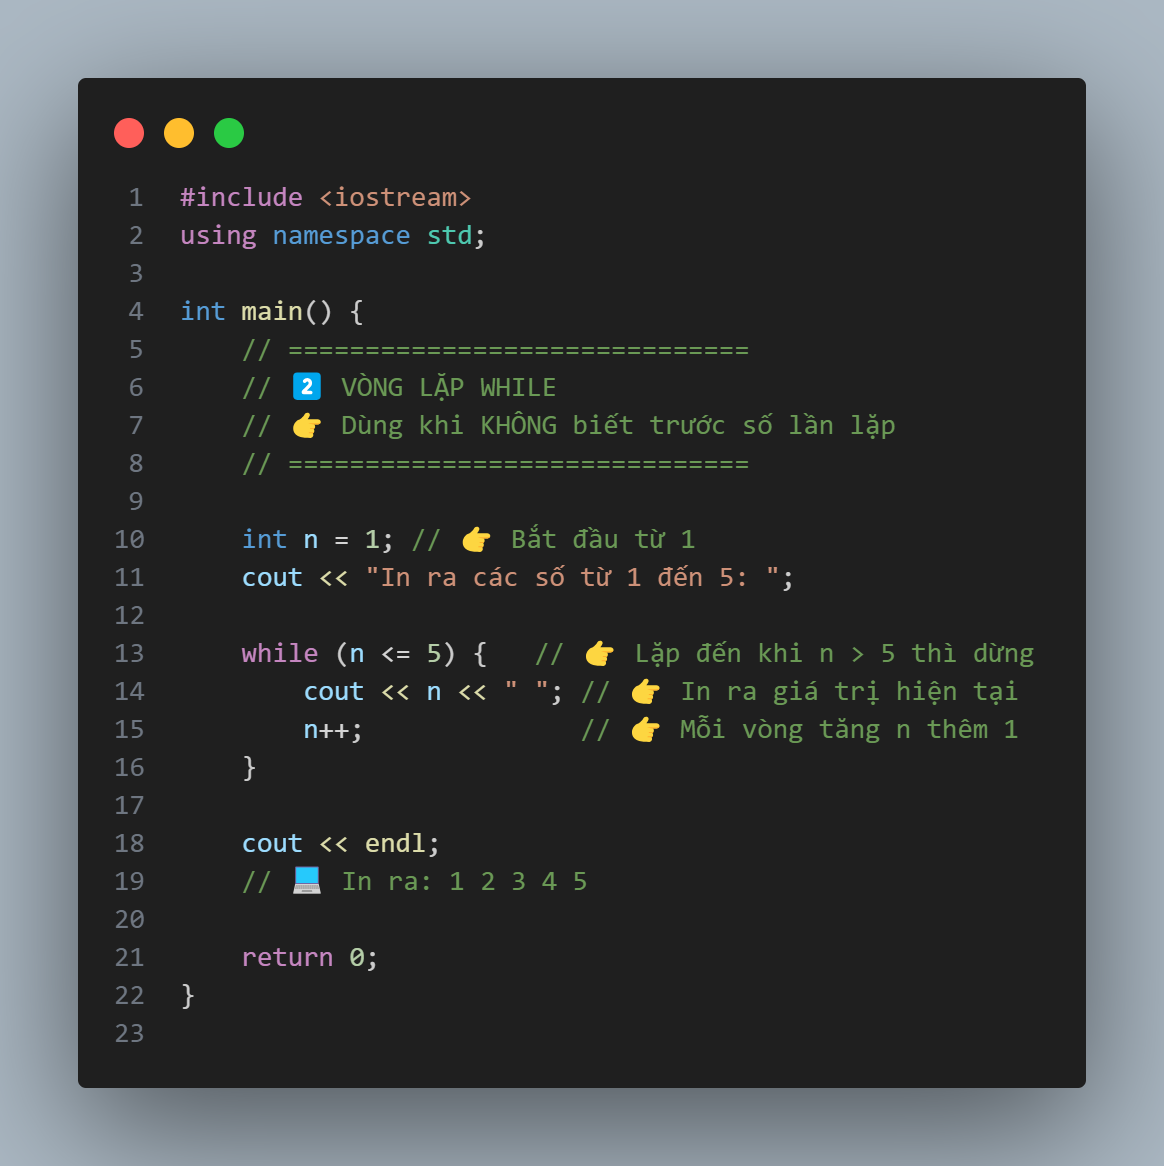 1 #include <iostream>
2 using namespace std;
3
4 int main() {
5     // ==============================
6     // 2️⃣ VÒNG LẶP WHILE
7     // 👉 Dùng khi KHÔNG biết trước số lần lặp
8     // ==============================
9
10     int n = 1; // 👉 Bắt đầu từ 1
11     cout << "In ra các số từ 1 đến 5: ";
12
13     while (n <= 5) {   // 👉 Lặp đến khi n > 5 thì dừng
14         cout << n << " "; // 👉 In ra giá trị hiện tại
15         n++;              // 👉 Mỗi vòng tăng n thêm 1
16     }
17
18     cout << endl;
19     // 💻 In ra: 1 2 3 4 5
20
21     return 0;
22 }
23